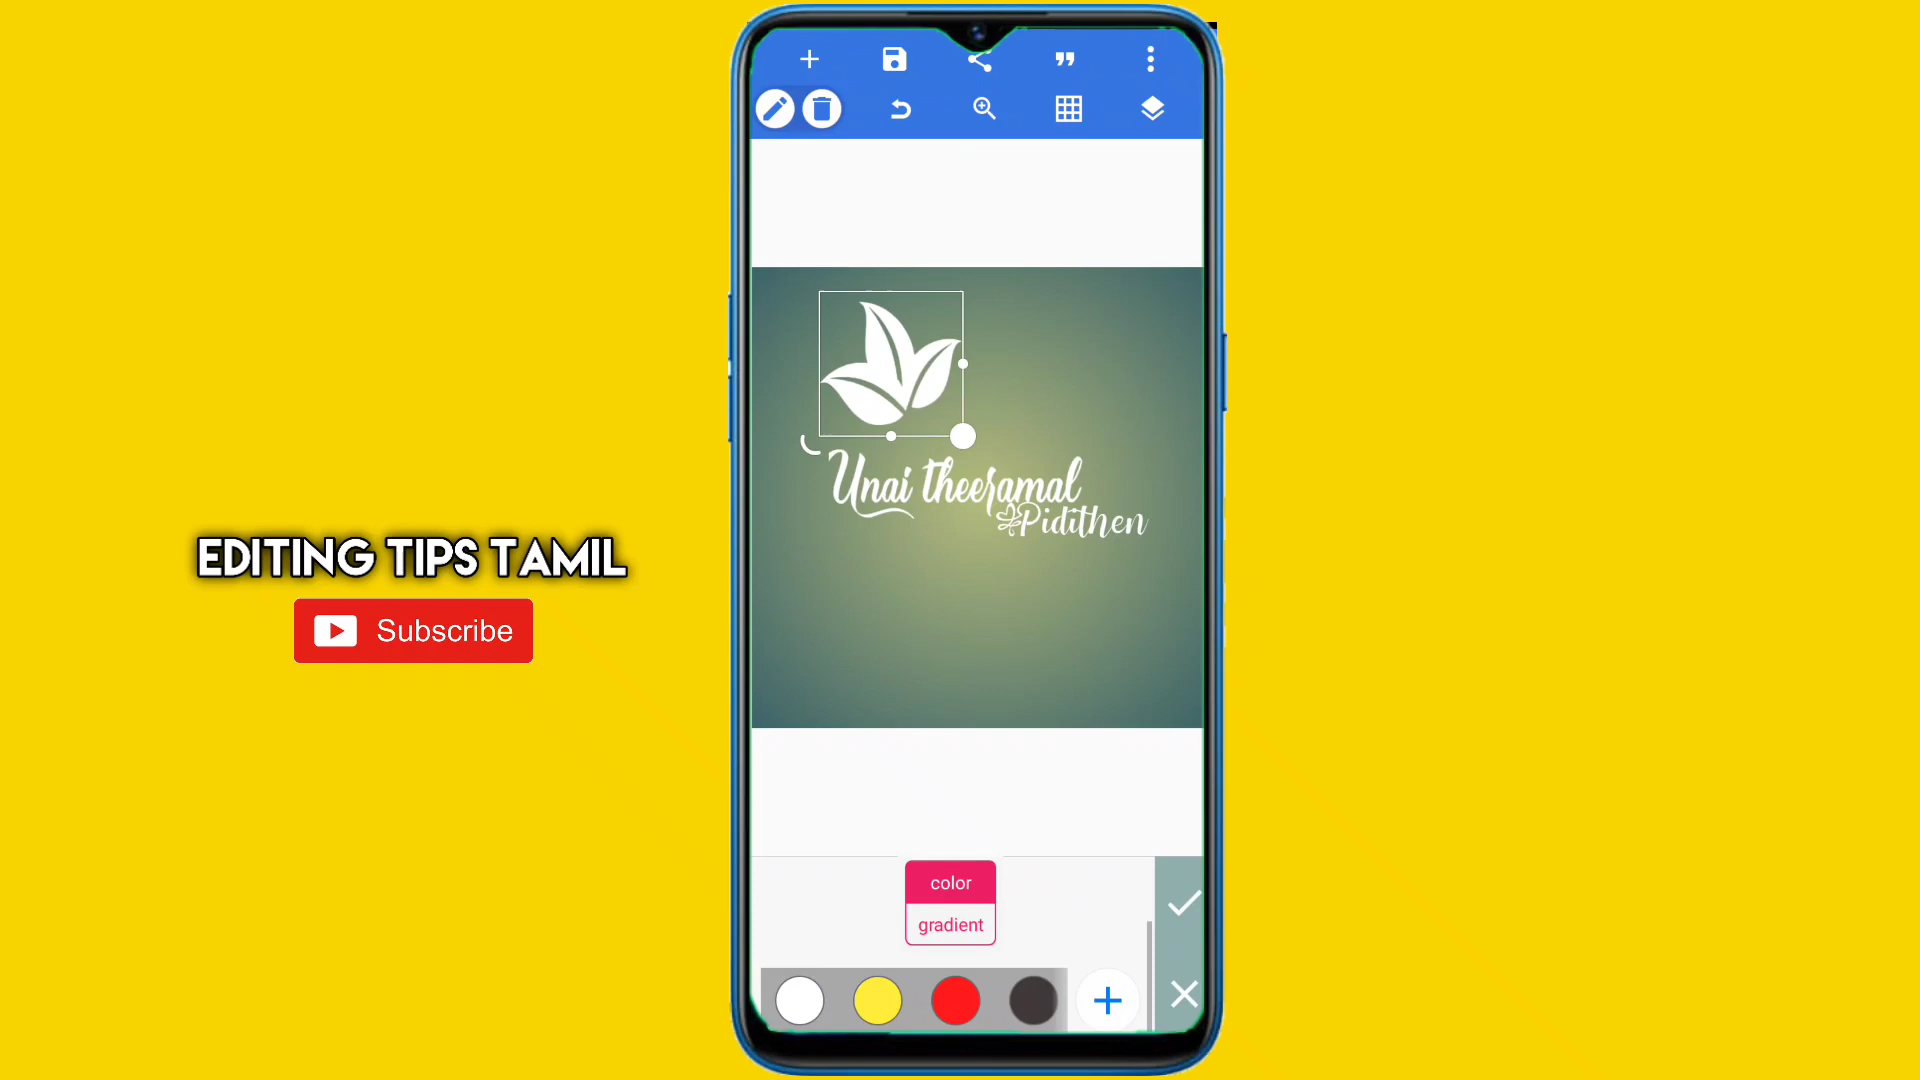 Unai theeramal
Pidithen
EDITING TIPS TAMIL
Subscribe
color
gradient